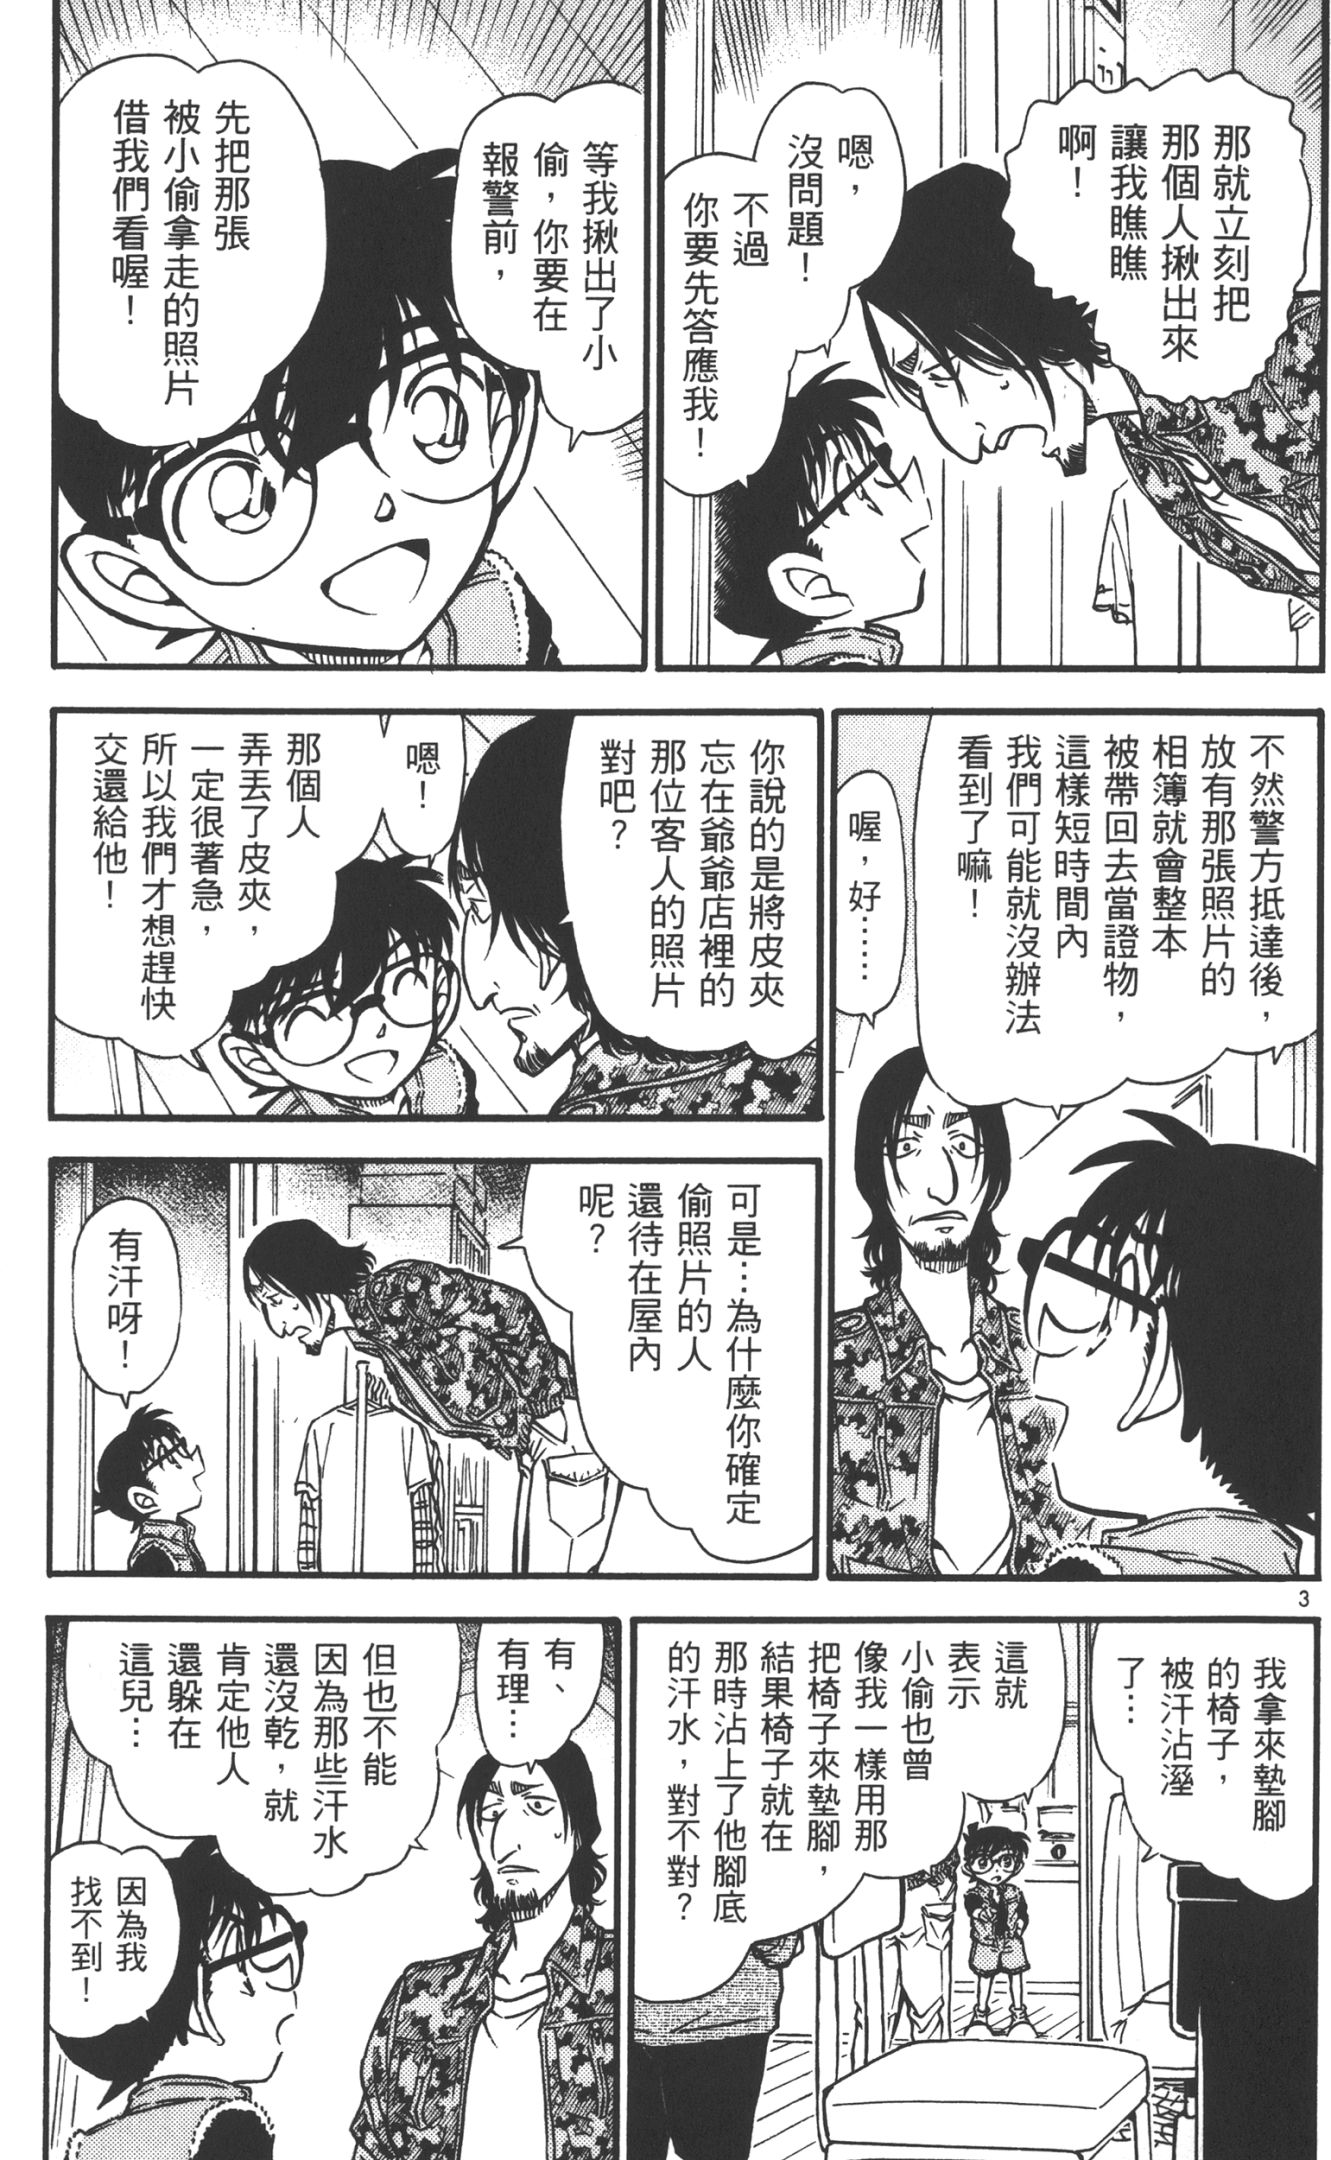 那就立刻把
那個人揪出來
讓我瞧瞧
啊！
嗯，
沒問題！
不過
你要先答應我！
等我揪出了小
偷，你要在
報警前，
先把那張
被小偷拿走的照片
借我們看喔！
不然警方抵達後，
放有那張照片的
相簿就會整本
被帶回去當證物，
這樣短時間內
我們可能就沒辦法
看到了嘛！
喔，好……
你說的是將皮夾
忘在爺爺店裡的
那位客人的照片
對吧？
嗯！
那個人
弄丟了皮夾，
一定很著急，
所以我們才想趕快
交還給他！
可是…為什麼你確定
偷照片的人
還待在屋內
呢？
有汗呀！
3
我拿來墊腳
的椅子，
被汗沾溼
了…
這就
表示
小偷也曾
像我一樣用那
把椅子來墊腳，
結果椅子就在
那時沾上了他腳底
的汗水，對不對？
有、
有理…
但也不能
因為那些汗水
還沒乾，就
肯定他人
還躲在
這兒…
因為我
找不到！